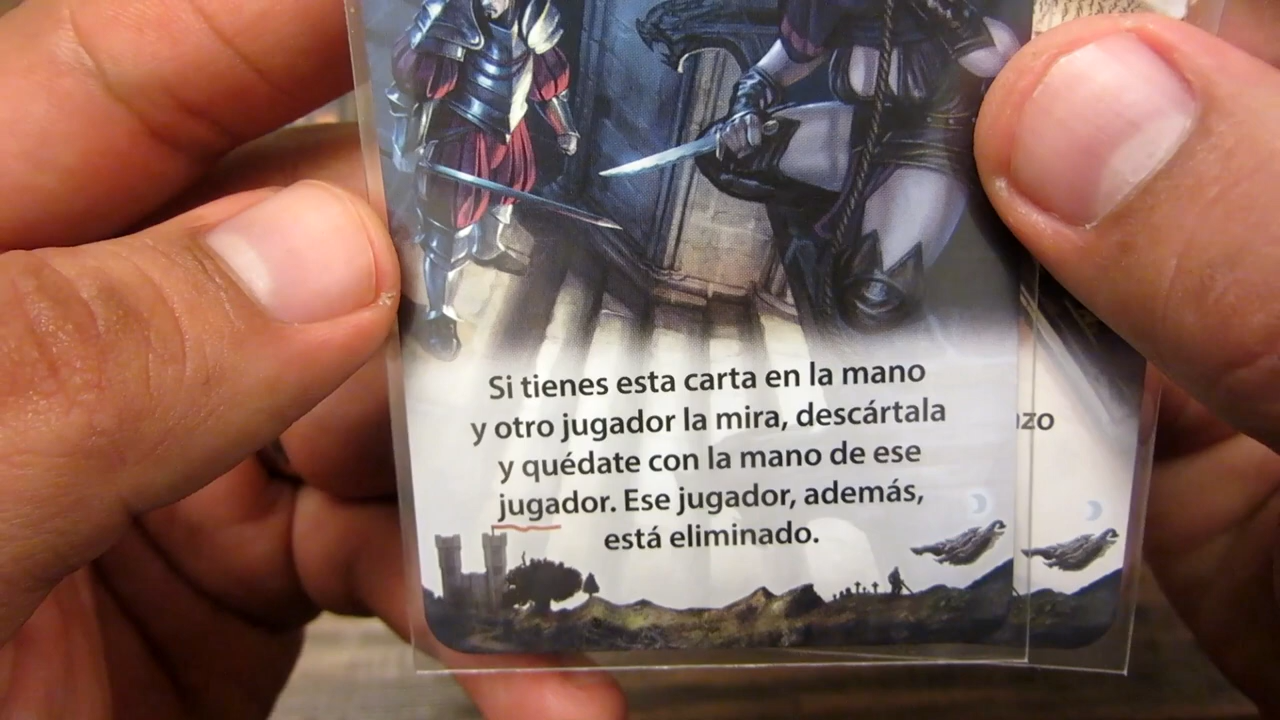 Si tienes esta carta en la mano
y otro jugador la mira, descártala
y quédate con la mano de ese
jugador. Ese jugador, además,
está eliminado.